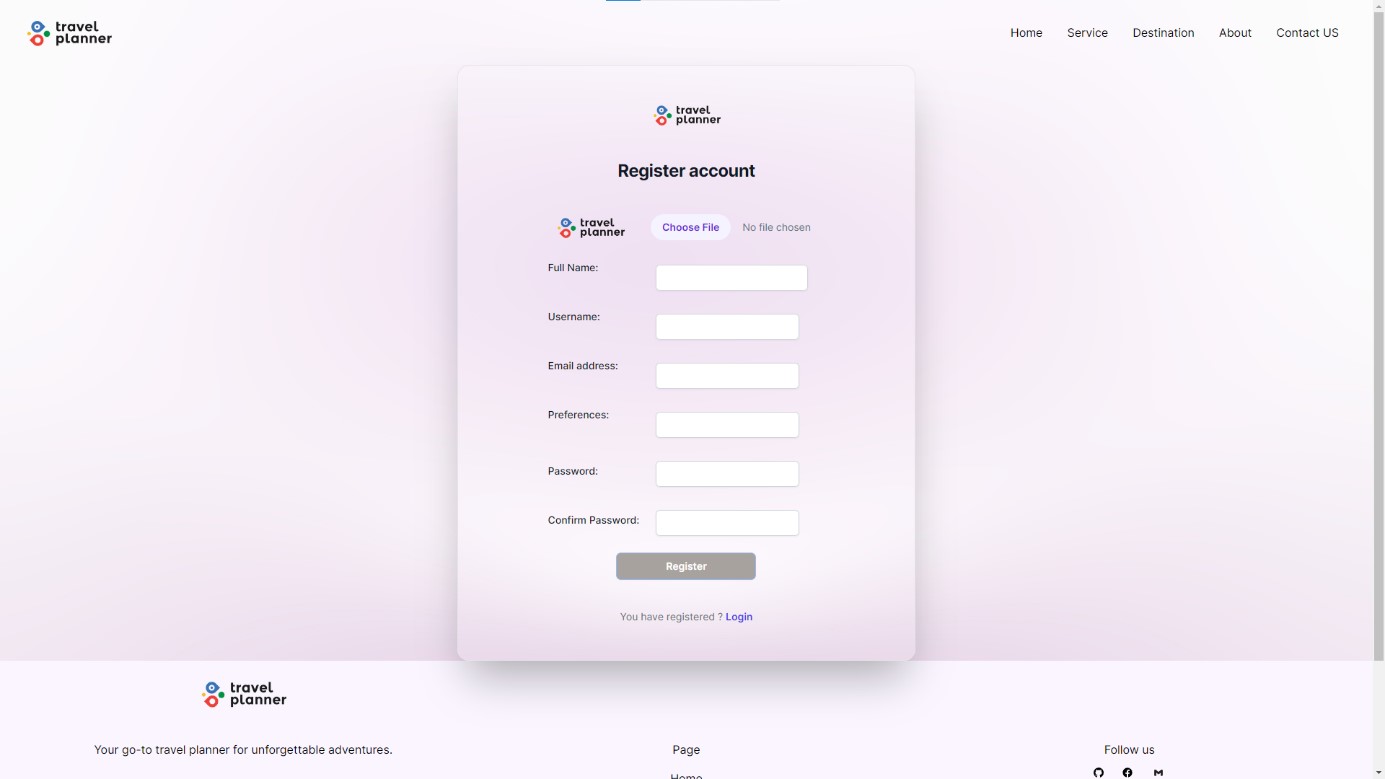 travel
planner
Home Service Destination About Contact US
travel
planner
Register account
travel
planner
Choose File No file chosen
Full Name:
Username:
Email address:
Preferences:
Password:
Confirm Password:
Register
You have registered ? Login
travel
planner
Your go-to travel planner for unforgettable adventures.
Page
Follow us
Home